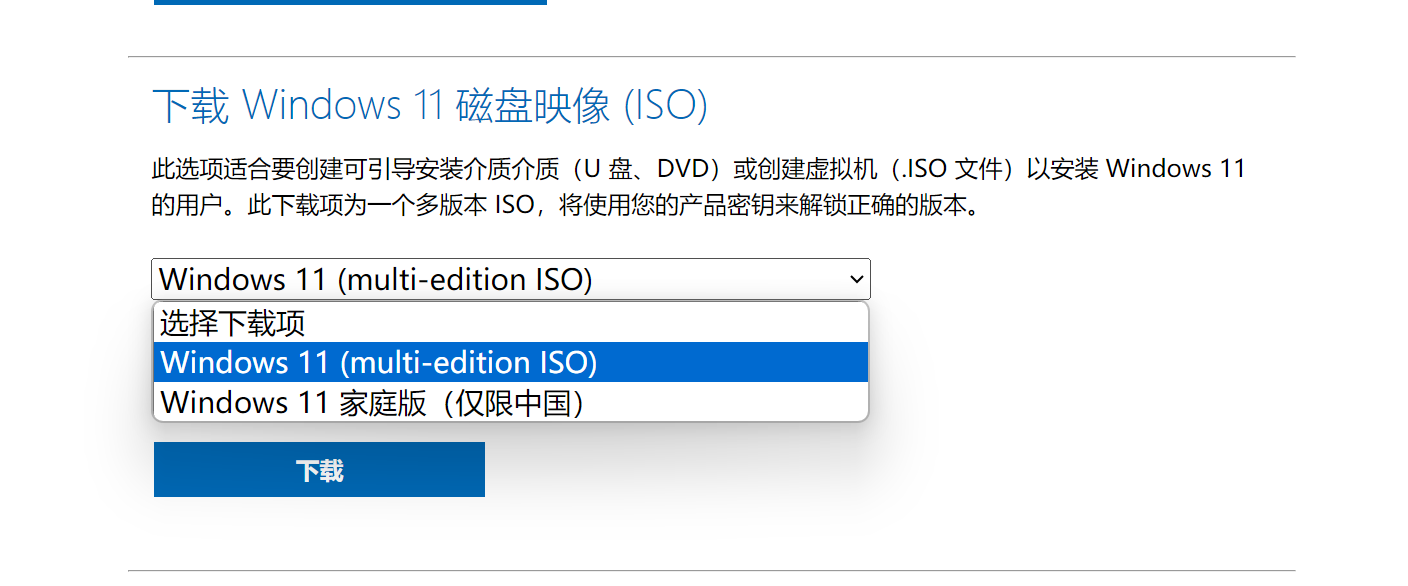 下载 Windows 11 磁盘映像 (ISO)
此选项适合要创建可引导安装介质介质（U 盘、DVD）或创建虚拟机（.ISO 文件）以安装 Windows 11
的用户。此下载项为一个多版本 ISO，将使用您的产品密钥来解锁正确的版本。
Windows 11 (multi-edition ISO)
选择下载项
Windows 11 (multi-edition ISO)
Windows 11 家庭版（仅限中国）
下载